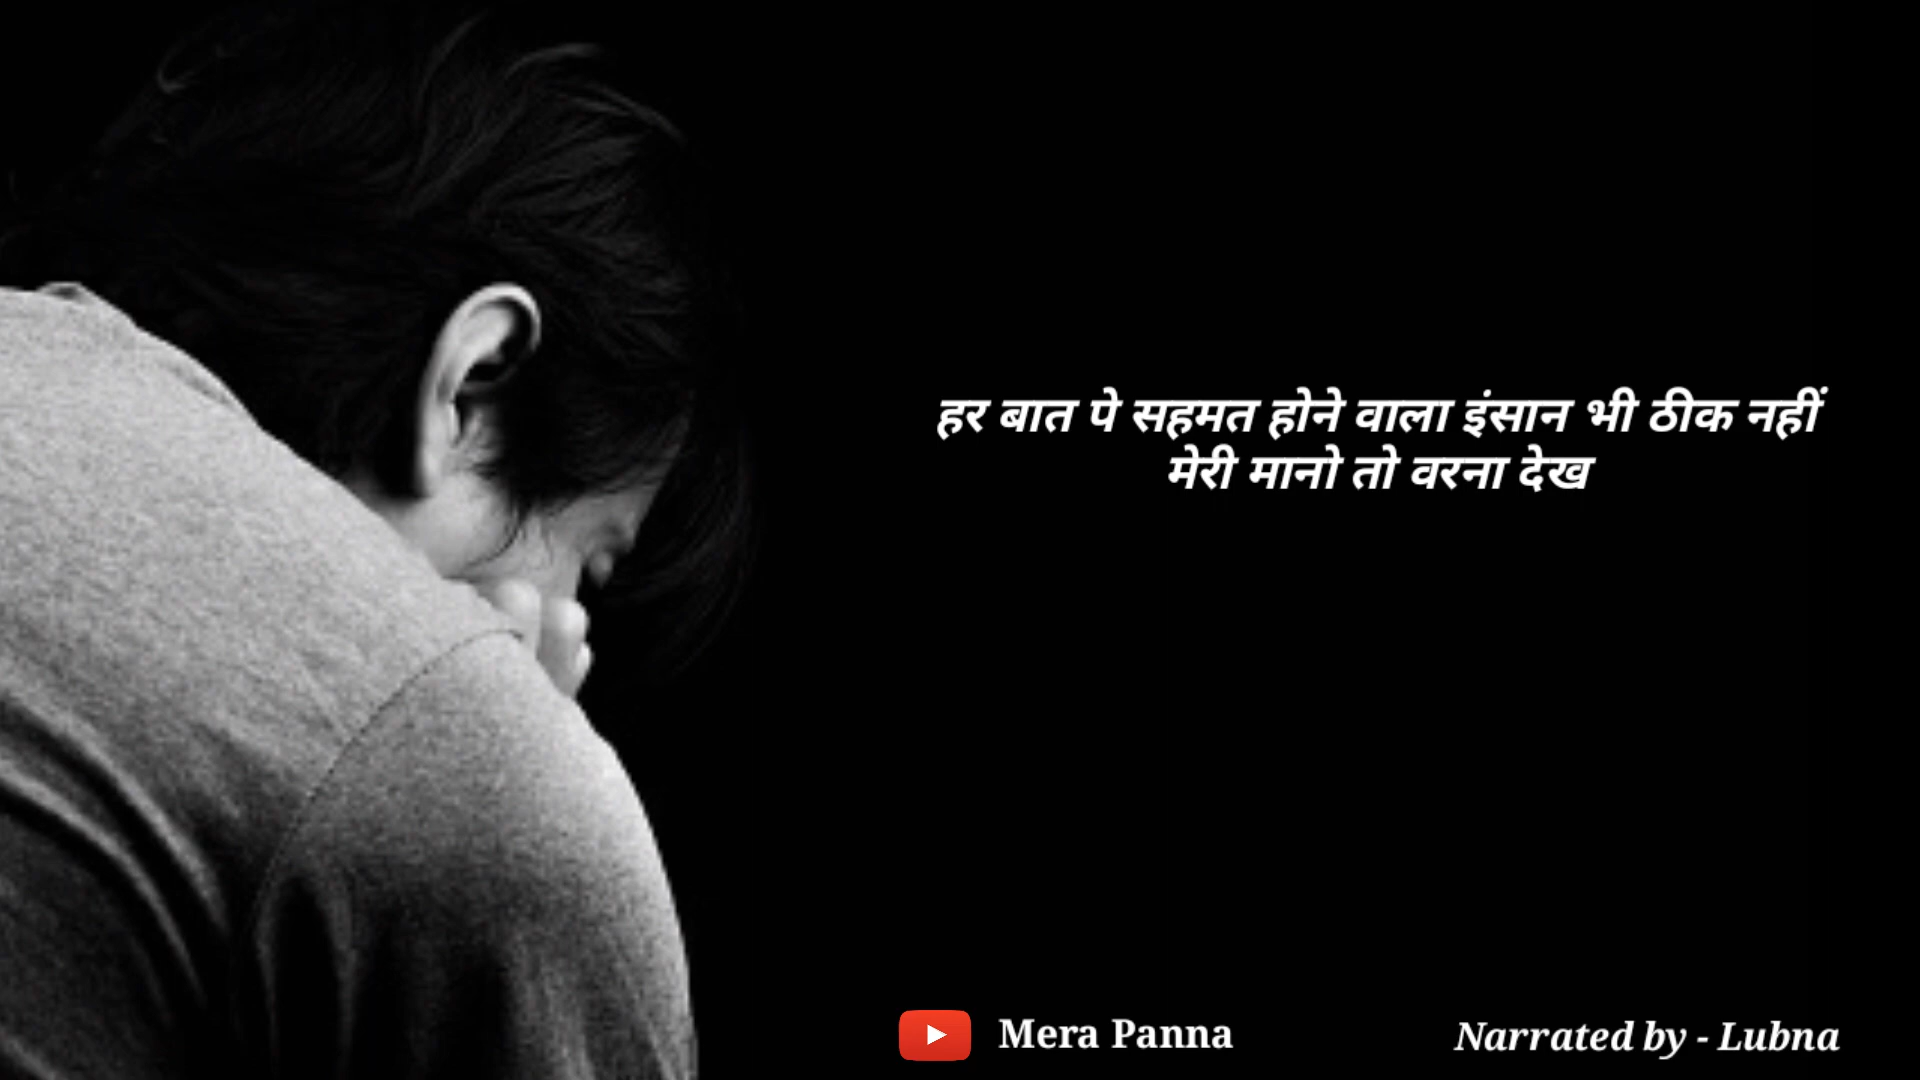 हर बात पे सहमत होने वाला इंसान भी ठीक नहीं
मेरी मानो तो वरना देख
Mera Panna
Narrated by - Lubna